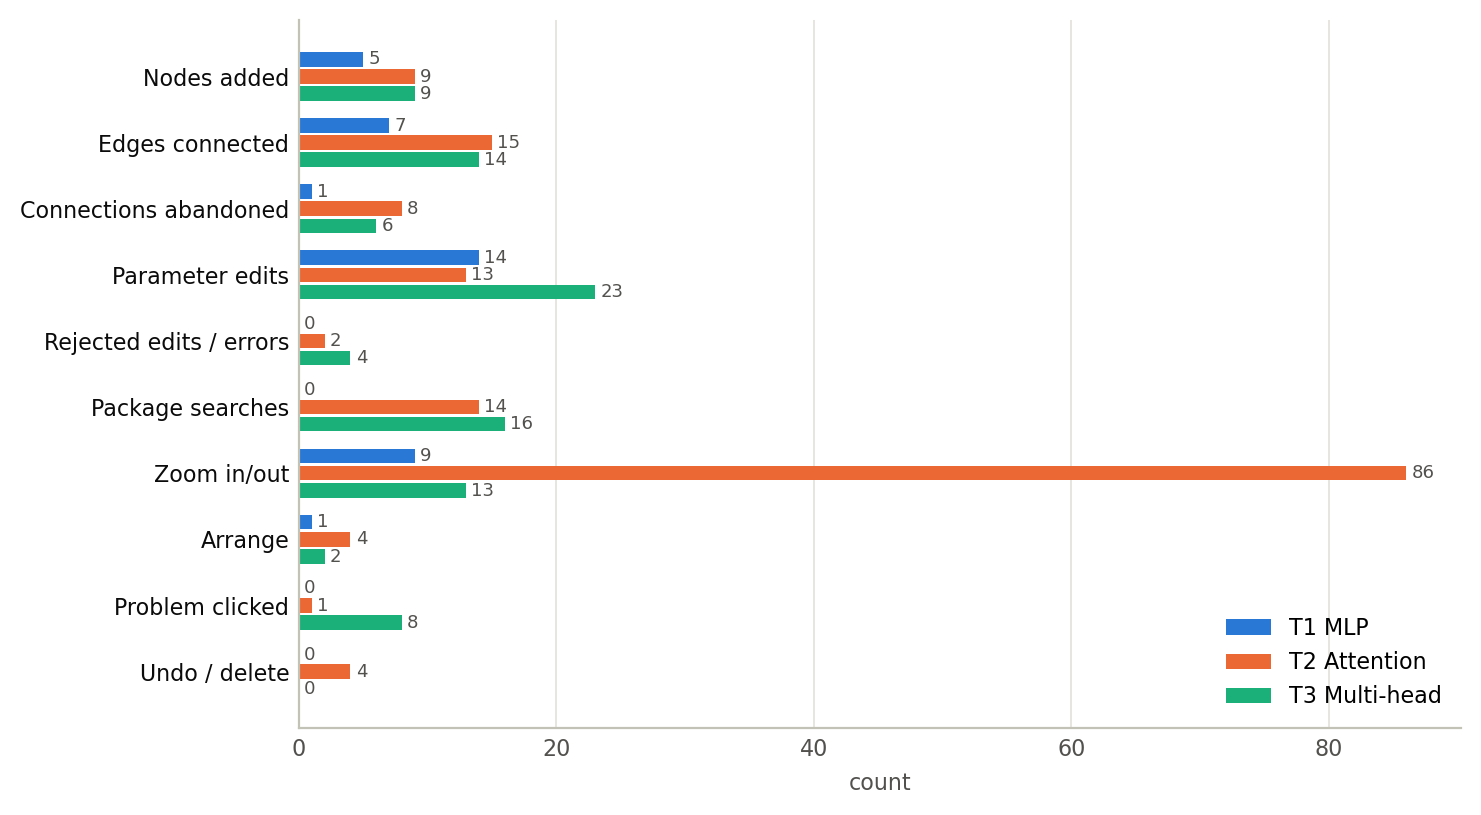 Nodes added
5
9
9
Edges connected
7
15
14
Connections abandoned
1
8
6
Parameter edits
14
13
23
Rejected edits / errors
0
2
4
Package searches
0
14
16
Zoom in/out
9
86
13
Arrange
1
4
2
Problem clicked
0
1
8
Undo / delete
0
4
0
T1 MLP
T2 Attention
T3 Multi-head
0 20 40 60 80
count